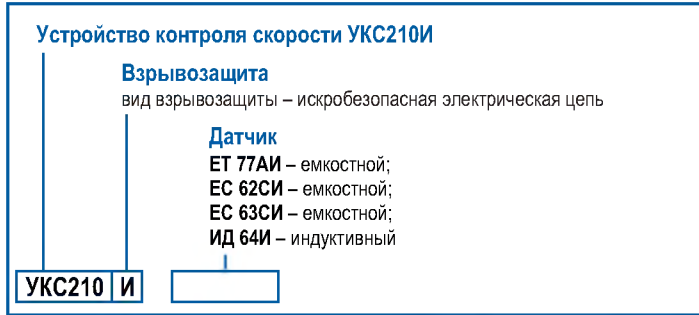 Устройство контроля скорости УКС210И
Взрывозащита
вид взрывозащиты – искробезопасная электрическая цепь
Датчик
ЕТ 77АИ – емкостной;
ЕС 62СИ – емкостной;
ЕС 63СИ – емкостной;
ИД 64И – индуктивный
УКС210 И